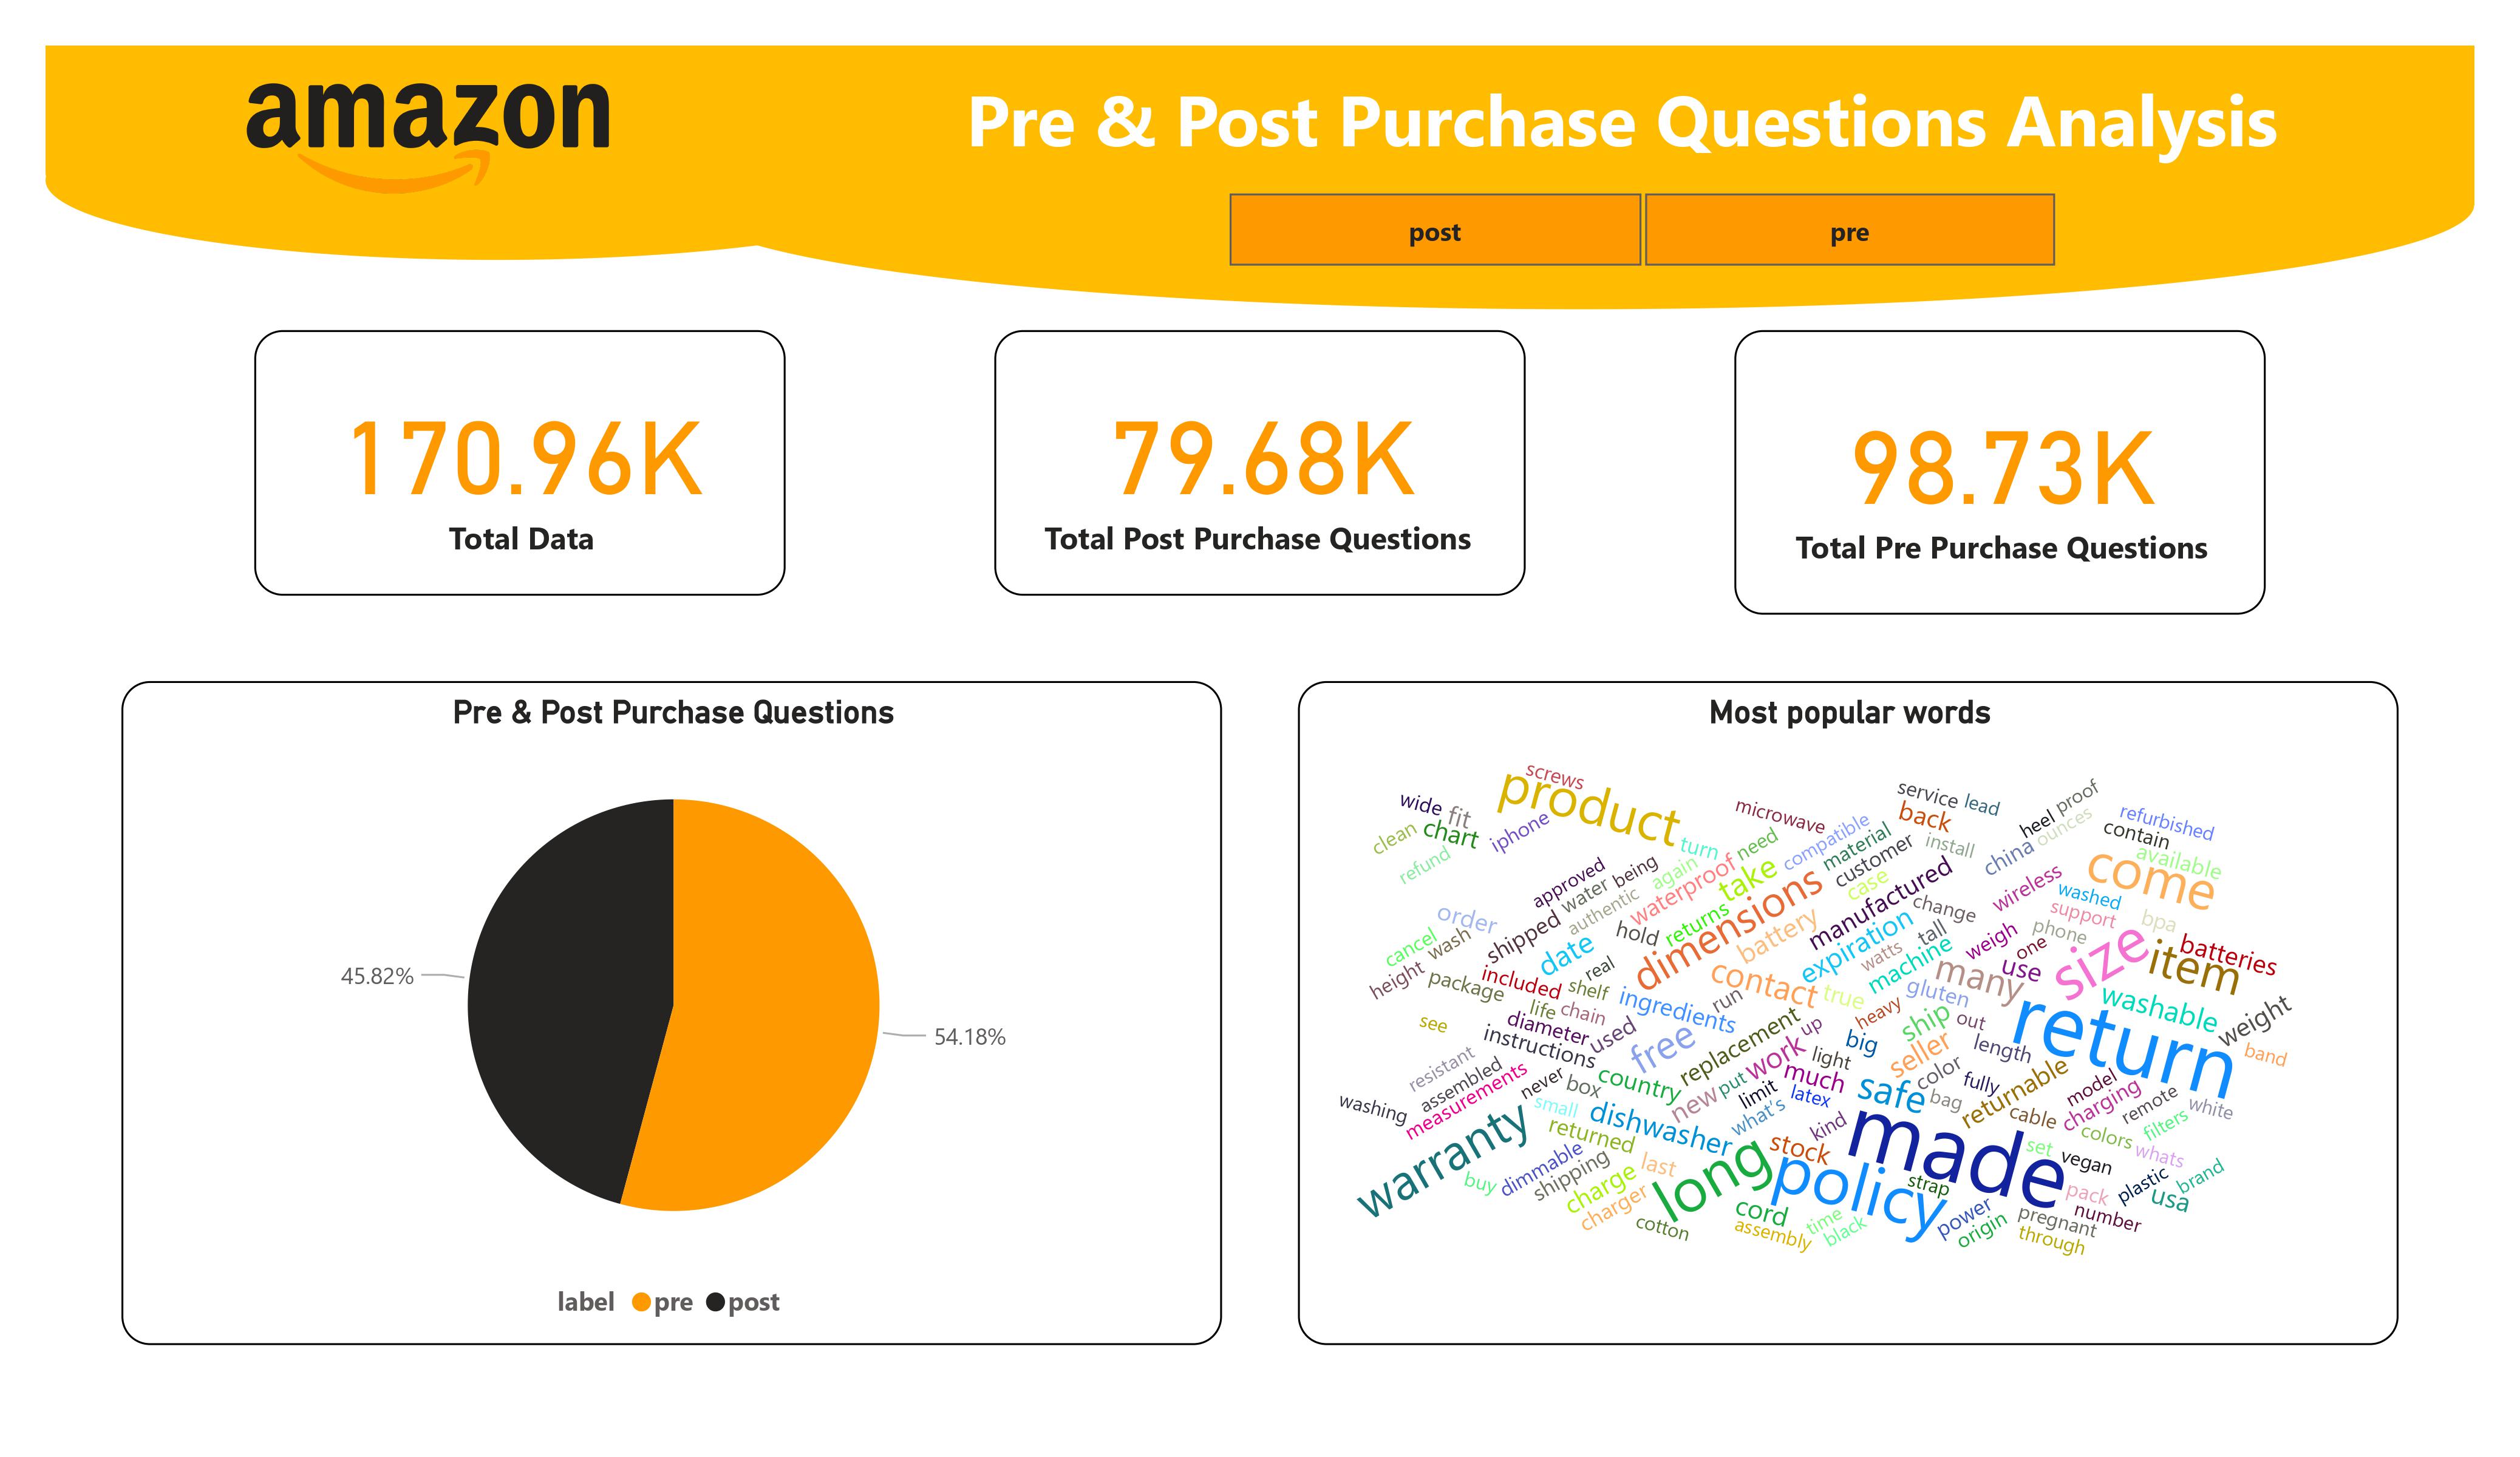 amazon
Pre & Post Purchase Questions Analysis
post
pre
170.96K
Total Data
79.68K
Total Post Purchase Questions
98.73K
Total Pre Purchase Questions
Pre & Post Purchase Questions
45.82%
54.18%
label pre post
Most popular words
screws
product
wide
fit
clean
chart
iphone
refund
microwave
turn
need
compatible
material
service
lead
back
customer
install
heel
proof
ounces
china
refurbished
contain
available
come
approved
water
being
again
authentic
waterproof
take
case
manufactured
change
wireless
washed
support
bpa
phone
order
cancel
wash
shipped
hold
returns
dimensions
battery
expiration
tall
watts
machine
weigh
one
size
item
batteries
height
package
included
date
real
shelf
contact
true
gluten
many
use
washable
weight
see
life
chain
diameter
instructions
used
ingredients
run
replacement
up
heavy
ship
out
big
length
return
band
resistant
assembled
measurements
never
box
free
country
work
light
much
seller
color
fully
returnable
model
charging
remote
white
washing
small
new
put
limit
latex
what's
safe
bag
cable
colors
filters
whats
warranty
returned
dishwasher
kind
stock
made
set
vegan
plastic
brand
buy
dimmable
shipping
last
charge
charger
long
policy
strap
pack
usa
number
cotton
cord
assembly
time
black
power
origin
pregnant
through